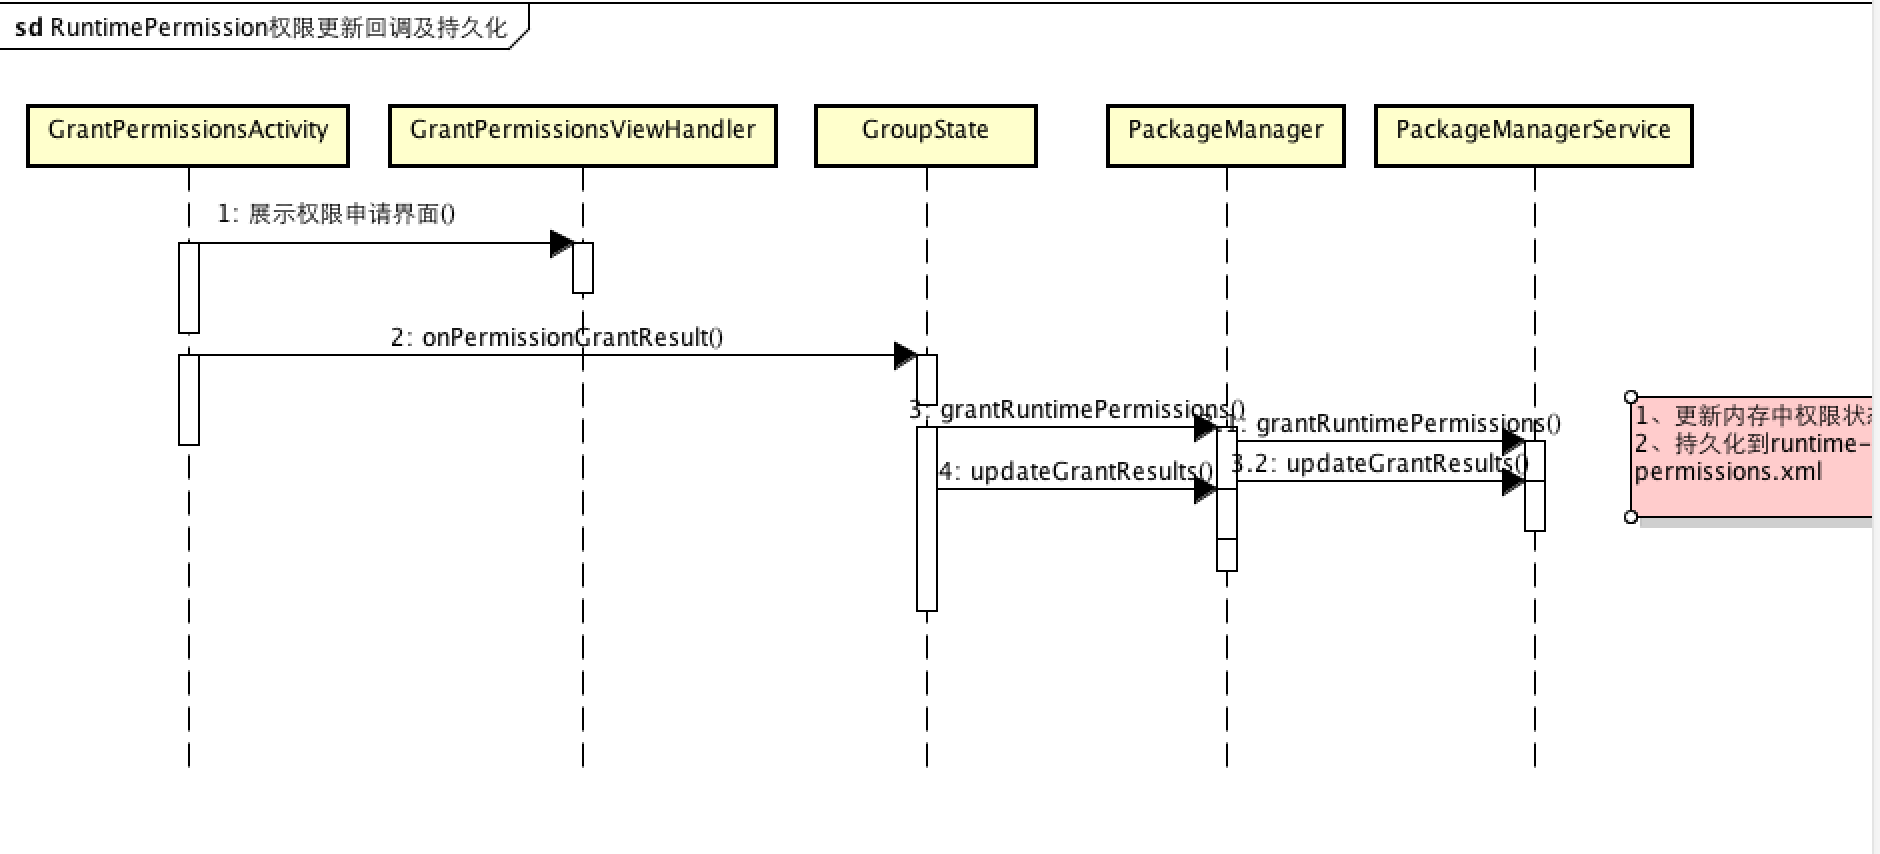 sd RuntimePermission权限更新回调及持久化
GrantPermissionsActivity
GrantPermissionsViewHandler
GroupState
PackageManager
PackageManagerService
1: 展示权限申请界面()
2: onPermissionGrantResult()
3: grantRuntimePermissions()
1: grantRuntimePermissions()
4: updateGrantResults()
3.2: updateGrantResults()
1、更新内存中权限状
2、持久化到runtime-
permissions.xml